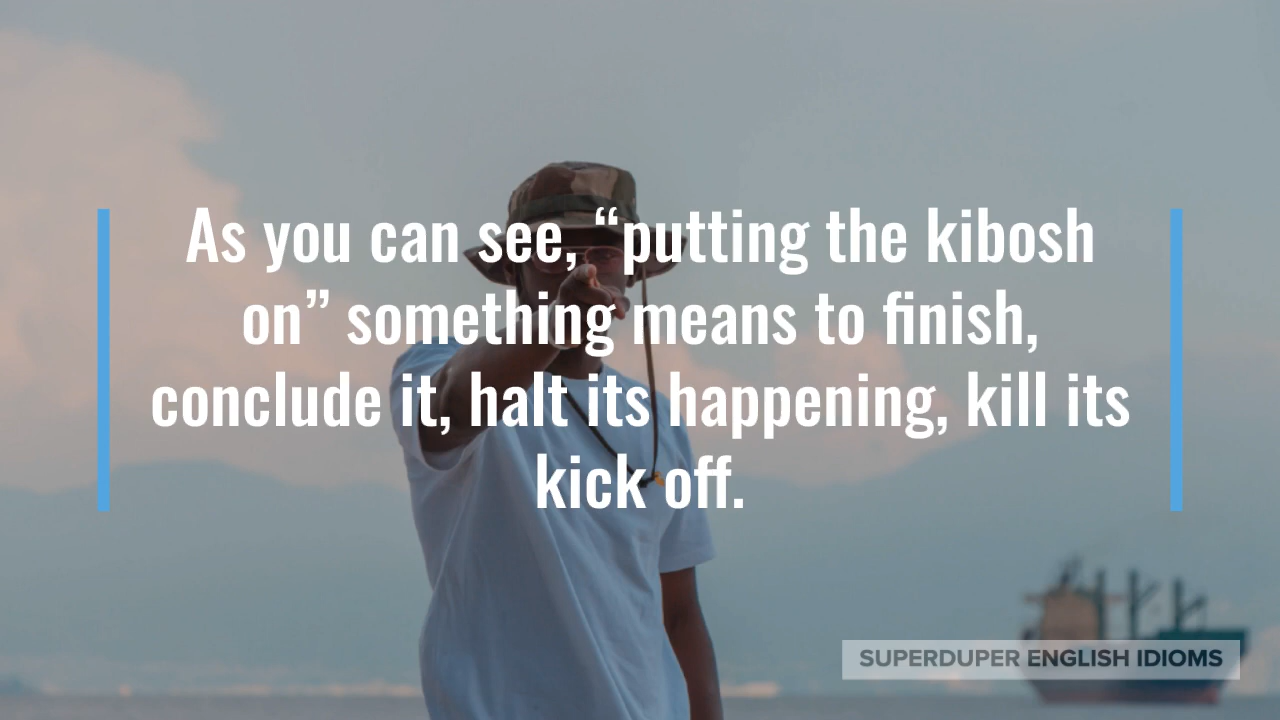 As you can see, “putting the kibosh
on” something means to finish,
conclude it, halt its happening, kill its
kick off.
SUPERDUPER ENGLISH IDIOMS